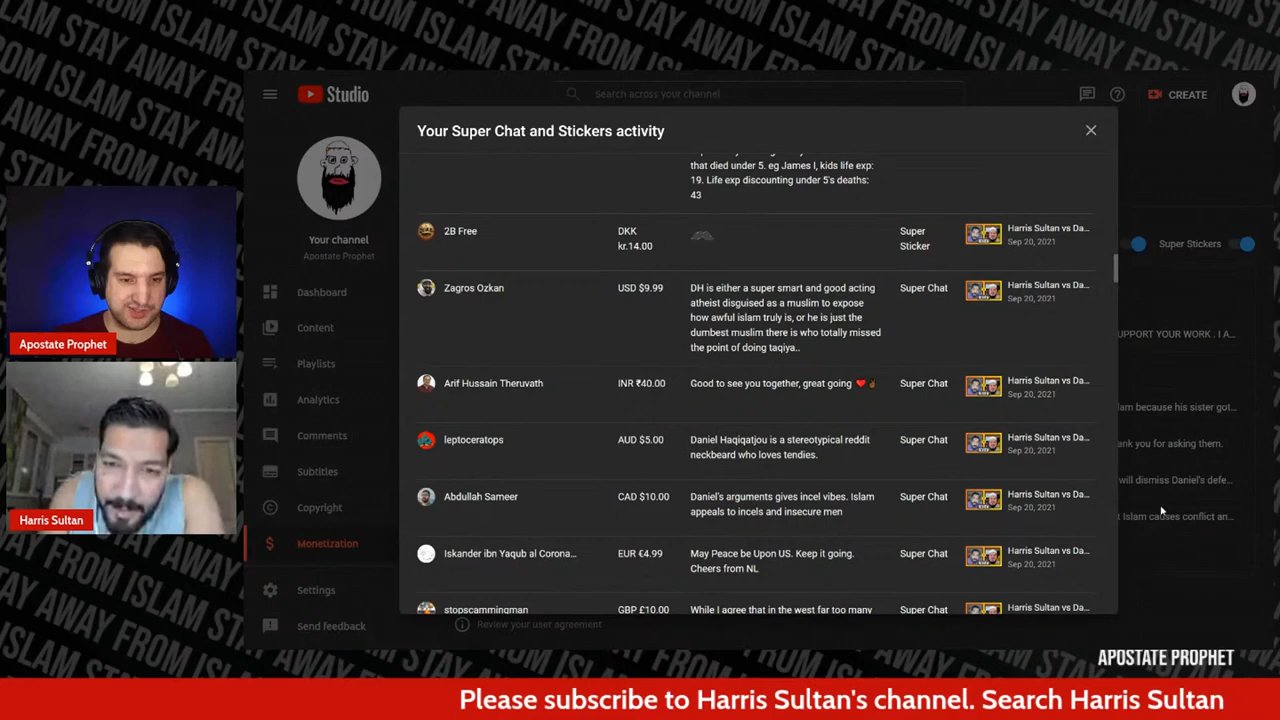 STAY AWAY FROM ISLAM STAY AWAY FROM ISLAM
Studio
Search across your channel
CREATE
Your Super Chat and Stickers activity
that died under 5. eg James I, kids life exp:
19. Life exp discounting under 5's deaths:
43
2B Free
DKK
kr.14.00
Super
Sticker
Harris Sultan vs Da...
Sep 20, 2021
Super Stickers
Zagros Ozkan
USD $9.99
DH is either a super smart and good acting
atheist disguised as a muslim to expose
how awful islam truly is, or he is just the
dumbest muslim there is who totally missed
the point of doing taqiya..
Super Chat
Harris Sultan vs Da...
Sep 20, 2021
UPPORT YOUR WORK . I A...
Arif Hussain Theruvath
INR ₹40.00
Good to see you together, great going
Super Chat
Harris Sultan vs Da...
Sep 20, 2021
lam because his sister got...
leptoceratops
AUD $5.00
Daniel Haqiqatjou is a stereotypical reddit
neckbeard who loves tendies.
Super Chat
Harris Sultan vs Da...
Sep 20, 2021
ank you for asking them.
Abdullah Sameer
CAD $10.00
Daniel's arguments gives incel vibes. Islam
appeals to incels and insecure men
Super Chat
Harris Sultan vs Da...
Sep 20, 2021
will dismiss Daniel's defe...
t Islam causes conflict an...
Iskander ibn Yaqub al Corona...
EUR €4.99
May Peace be Upon US. Keep it going.
Cheers from NL
Super Chat
Harris Sultan vs Da...
Sep 20, 2021
stopscammingman
GBP £10.00
While I agree that in the west far too many
Super Chat
Harris Sultan vs Da...
Review your user agreement
Your channel
Apostate Prophet
Dashboard
Content
Playlists
Analytics
Comments
Subtitles
Copyright
Monetization
Settings
Send feedback
Apostate Prophet
Harris Sultan
APOSTATE PROPHET
Please subscribe to Harris Sultan's channel. Search Harris Sultan